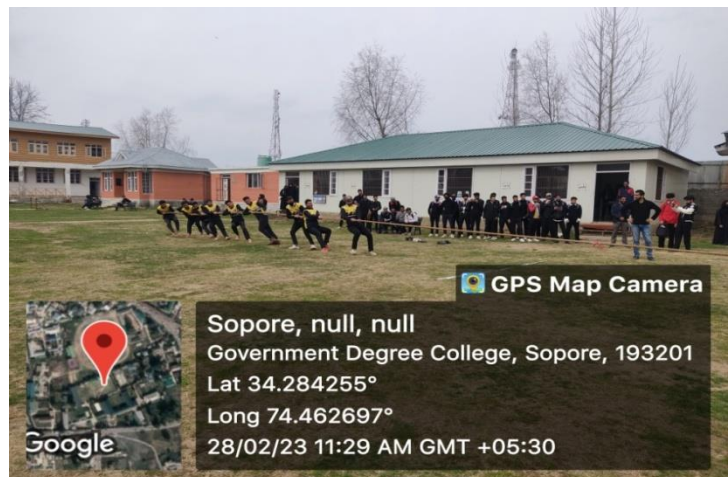 GPS Map Camera
Sopore, null, null
Government Degree College, Sopore, 193201
Lat 34.284255°
Long 74.462697°
28/02/23 11:29 AM GMT +05:30
Google